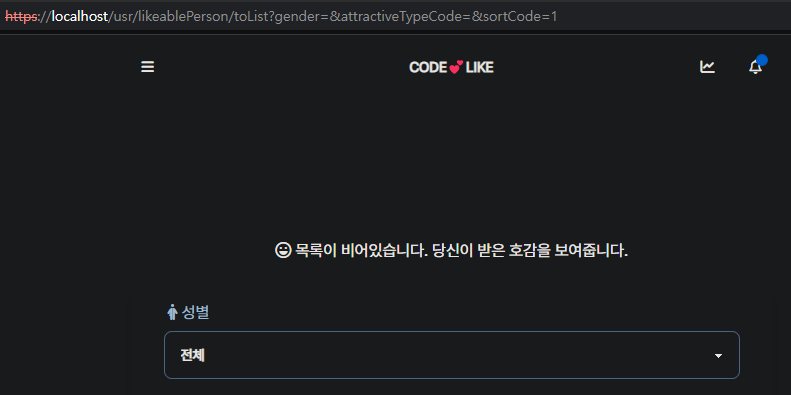 https://localhost/usr/likeablePerson/toList?gender=&attractiveTypeCode=&sortCode=1
CODE💕LIKE
목록이 비어있습니다. 당신이 받은 호감을 보여줍니다.
성별
전체